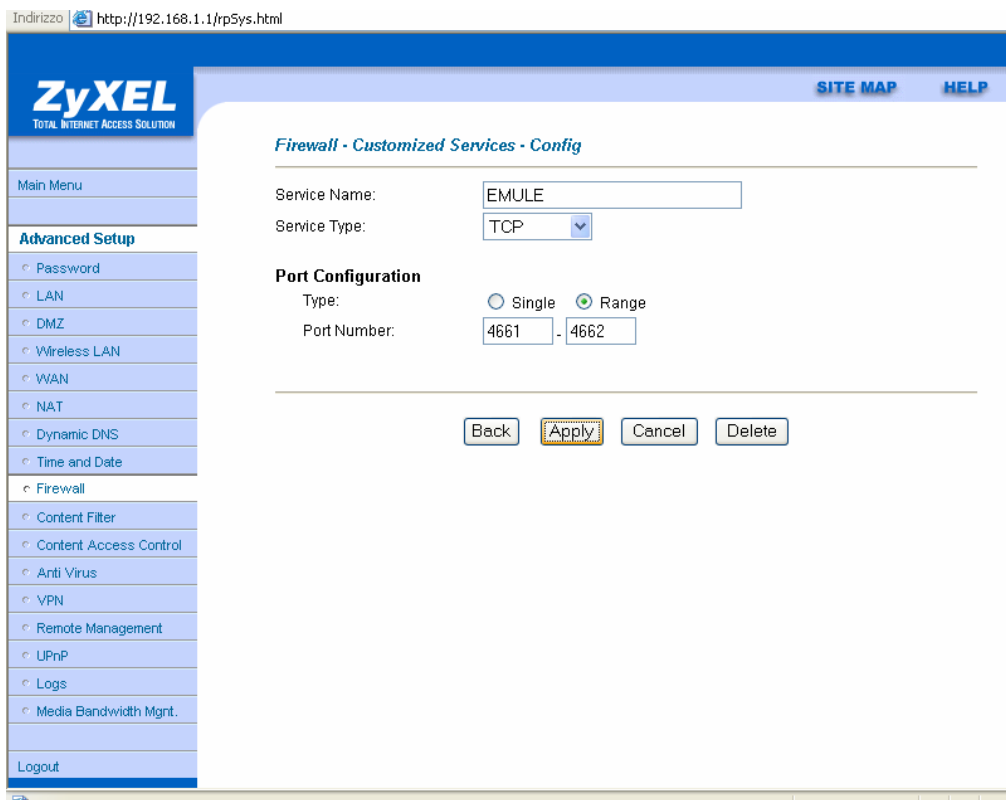 Indirizzo http://192.168.1.1/rpSys.html
ZyXEL
TOTAL INTERNET ACCESS SOLUTION
SITE MAP HELP
Main Menu
Advanced Setup
Password
LAN
DMZ
Wireless LAN
WAN
NAT
Dynamic DNS
Time and Date
Firewall
Content Filter
Content Access Control
Anti Virus
VPN
Remote Management
UPnP
Logs
Media Bandwidth Mgnt.
Logout
Firewall - Customized Services - Config
Service Name: EMULE
Service Type: TCP
Port Configuration
Type: Single Range
Port Number: 4661 - 4662
Back Apply Cancel Delete